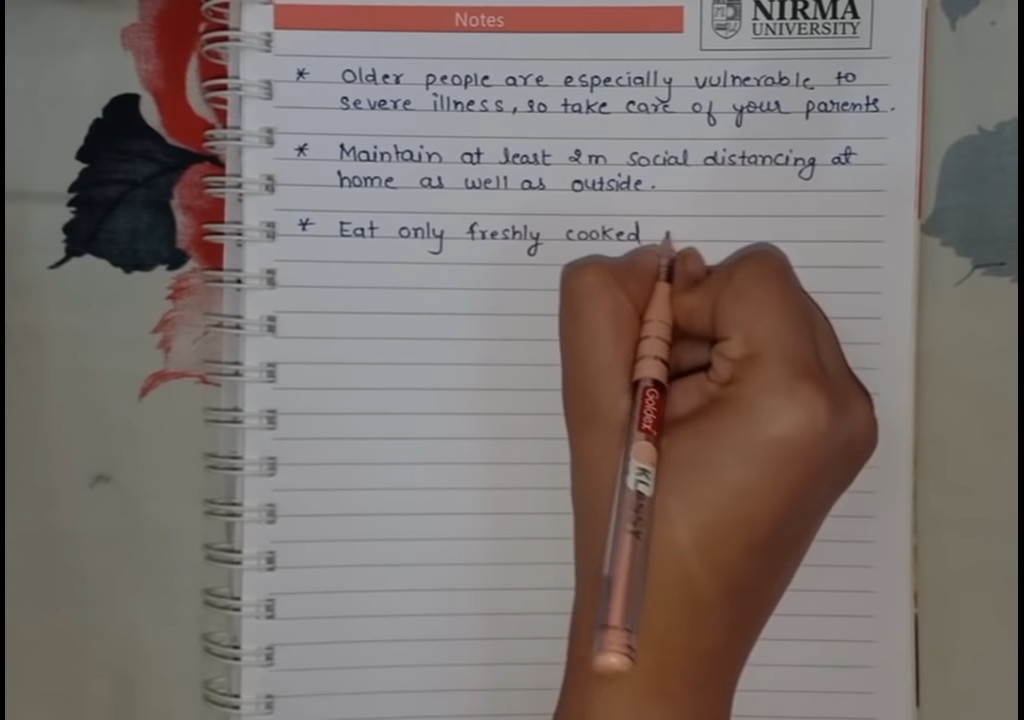 Notes
NIRMA
UNIVERSITY
* Older people are especially vulnerable to
severe illness, so take care of your parents.
* Maintain at least 2m social distancing at
home as well as outside.
* Eat only freshly cooked
Goldex
KLASSY